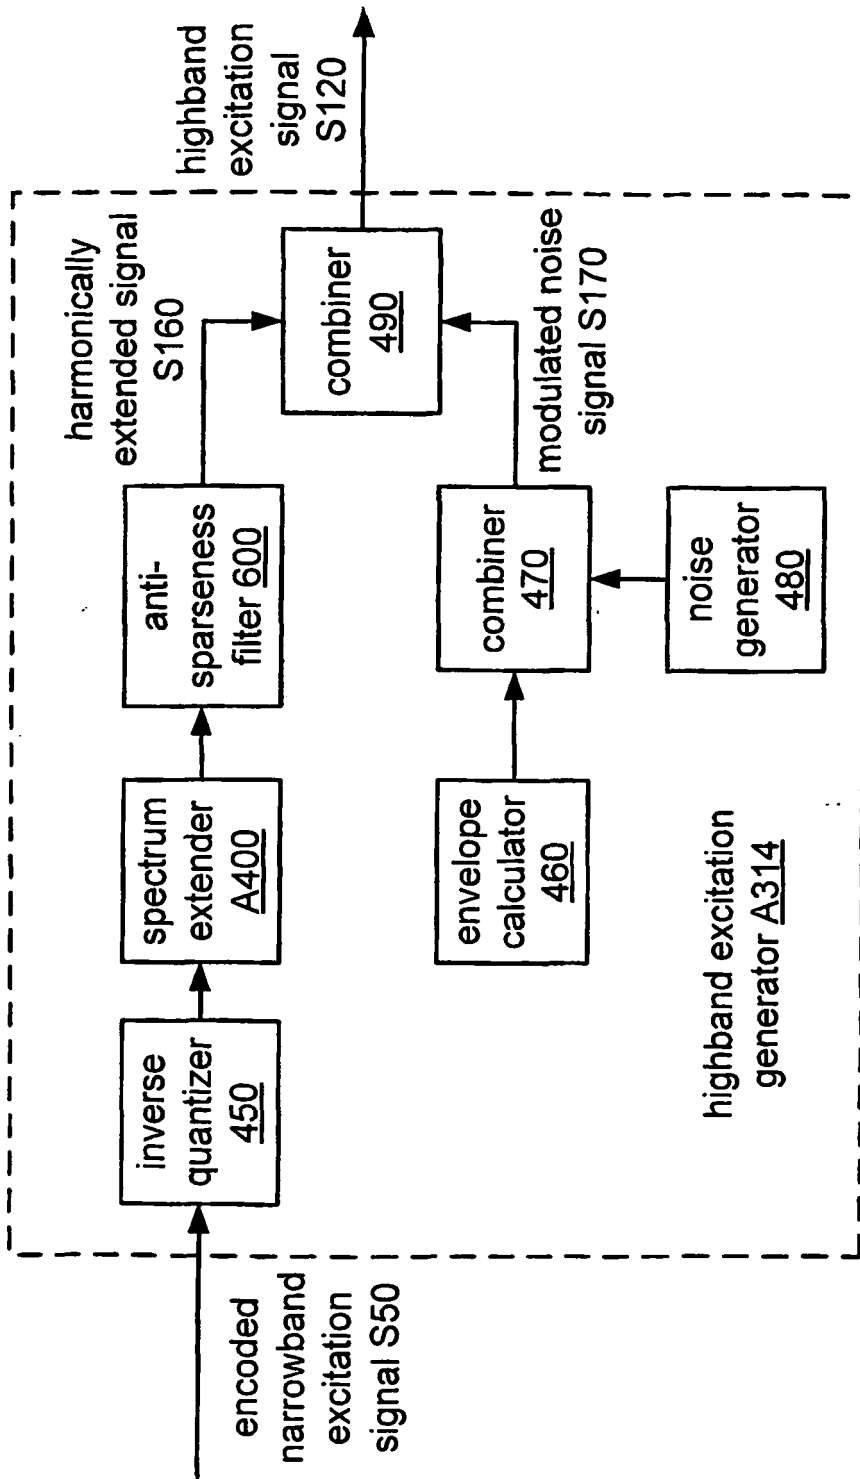 encoded
narrowband
excitation
signal S50
inverse
quantizer
450
spectrum
extender
A400
anti-
sparseness
filter 600
harmonically
extended signal
S160
combiner
490
highband
excitation
signal
S120
envelope
calculator
460
combiner
470
modulated noise
signal S170
noise
generator
480
highband excitation
generator A314